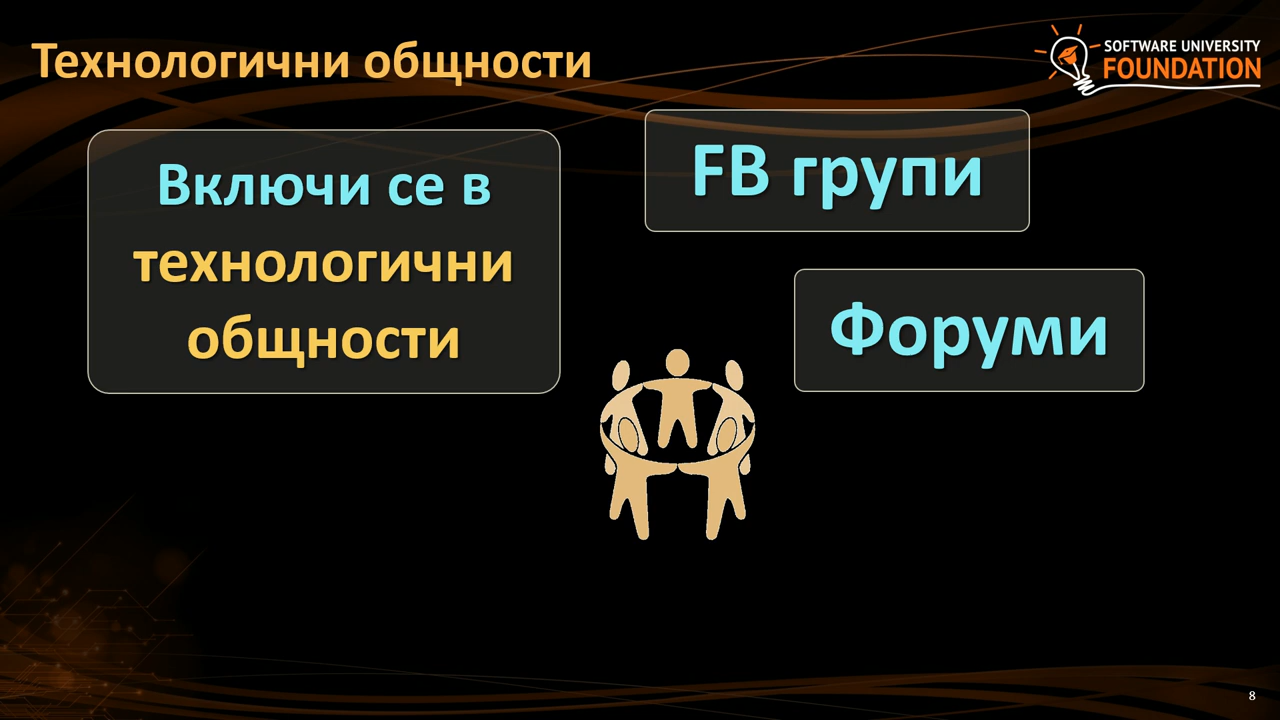 Технологични общности
SOFTWARE UNIVERSITY
FOUNDATION
Включи се в
технологични
общности
FB групи
Форуми
8